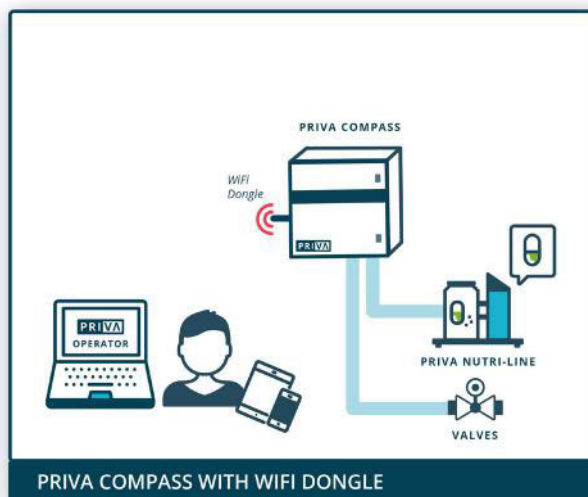 PRIVA COMPASS
WiFi
Dongle
PRIVA
PRIVA
OPERATOR
PRIVA NUTRI-LINE
VALVES
PRIVA COMPASS WITH WIFI DONGLE